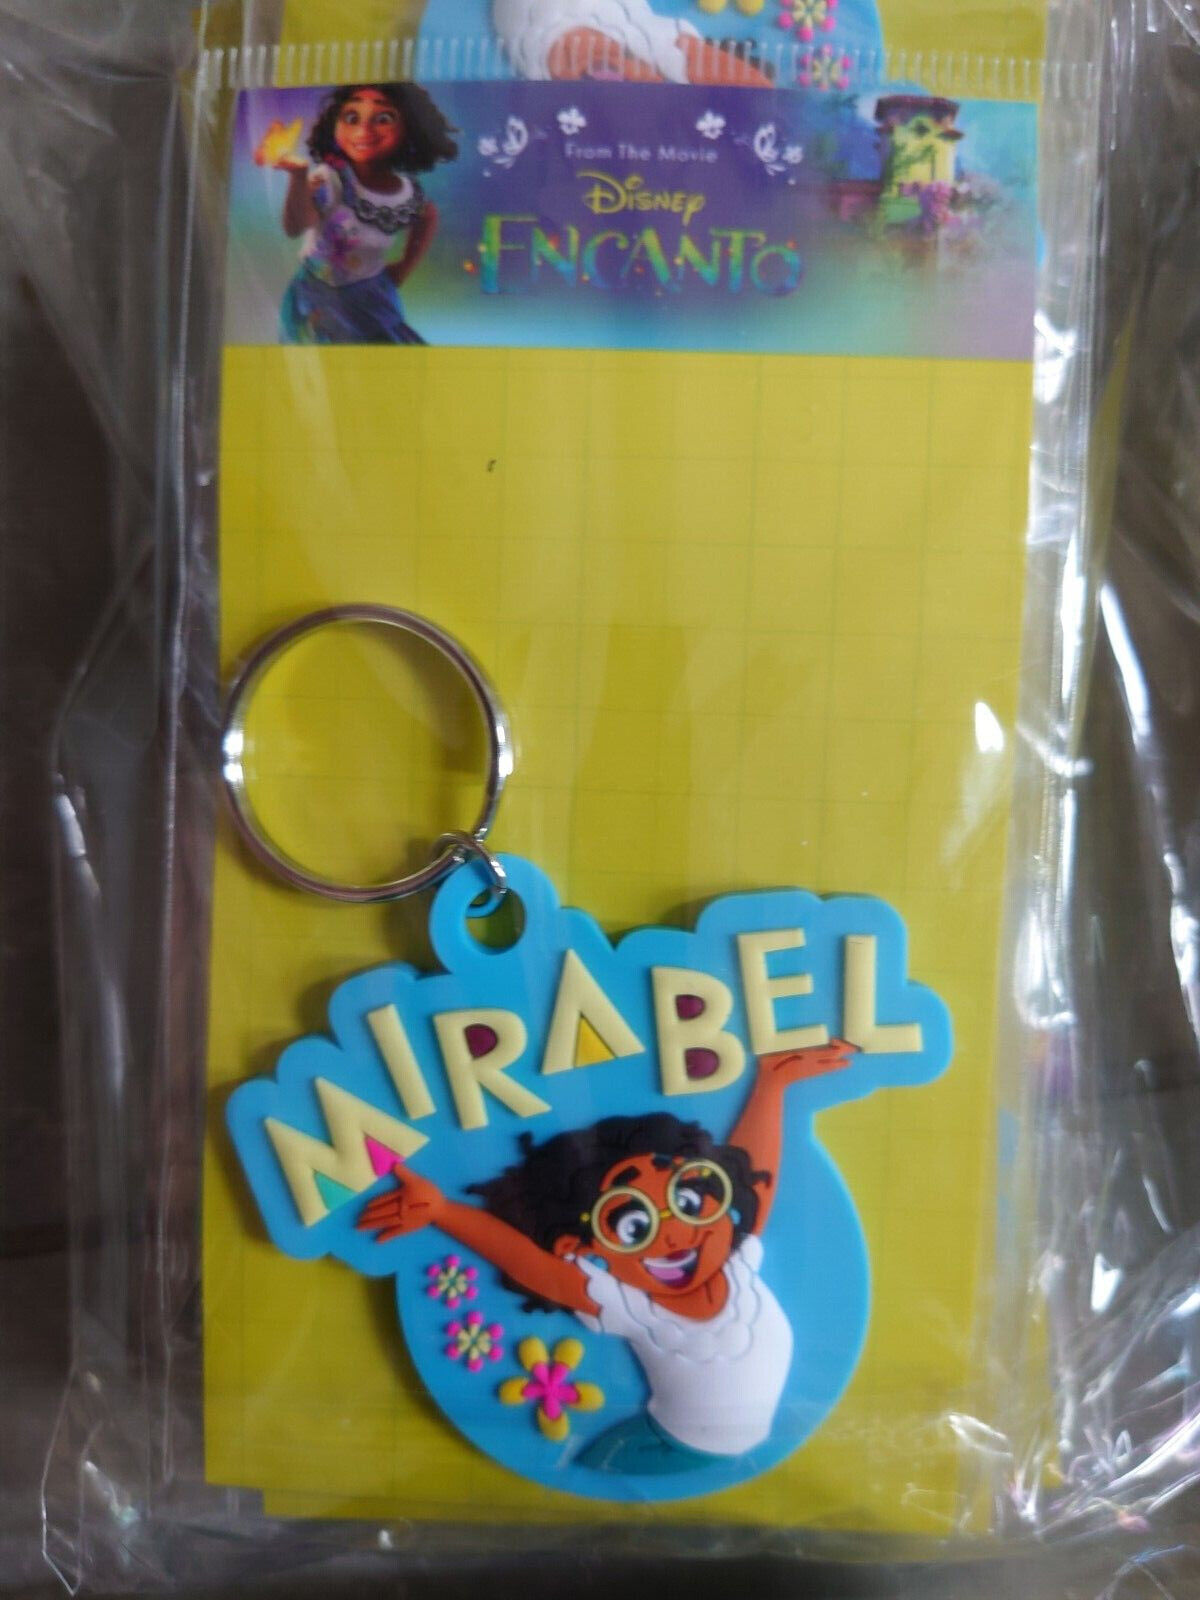 From The Movie
Disney
ENCANTO
MIRABEL